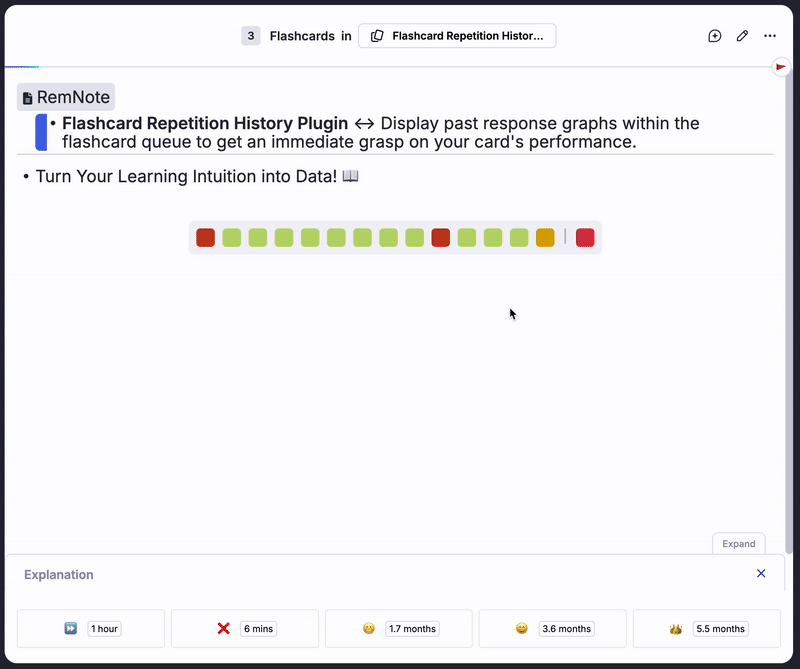 3 Flashcards in Flashcard Repetition Histor...
RemNote
• Flashcard Repetition History Plugin ↔ Display past response graphs within the
flashcard queue to get an immediate grasp on your card's performance.
• Turn Your Learning Intuition into Data! 📖
Expand
Explanation
1 hour
6 mins
1.7 months
3.6 months
5.5 months